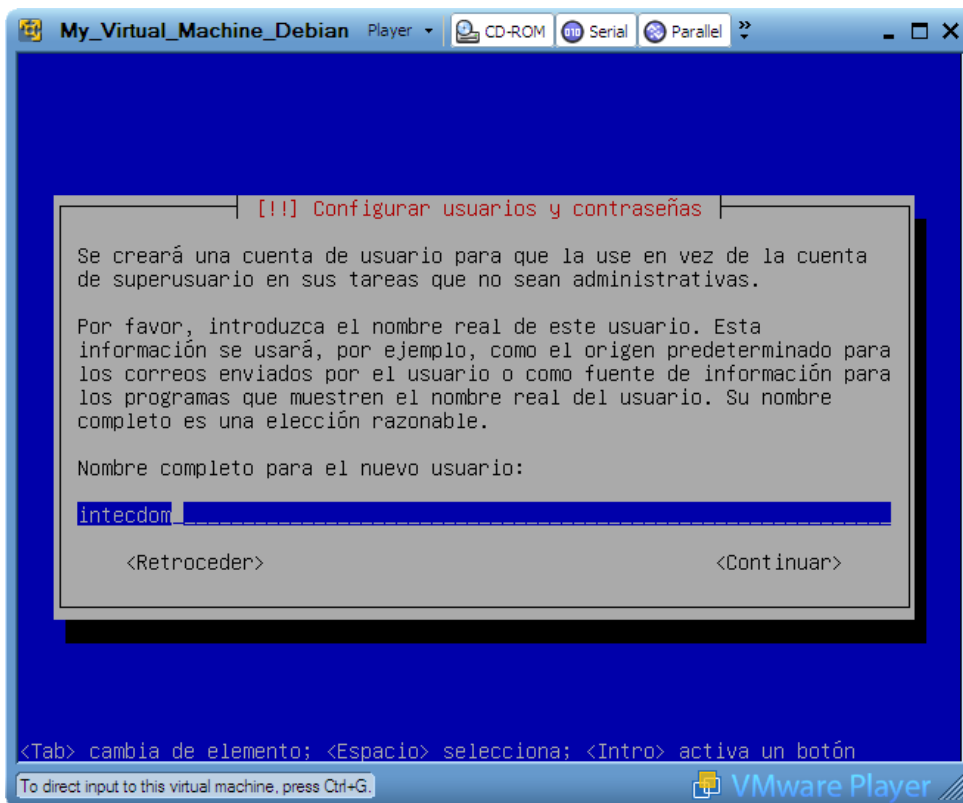 My_Virtual_Machine_Debian Player CD-ROM Serial Parallel
[!!] Configurar usuarios y contraseñas
Se creará una cuenta de usuario para que la use en vez de la cuenta
de superusuario en sus tareas que no sean administrativas.
Por favor, introduzca el nombre real de este usuario. Esta
información se usará, por ejemplo, como el origen predeterminado para
los correos enviados por el usuario o como fuente de información para
los programas que muestren el nombre real del usuario. Su nombre
completo es una elección razonable.
Nombre completo para el nuevo usuario:
intecdom
<Retroceder> <Continuar>
<Tab> cambia de elemento; <Espacio> selecciona; <Intro> activa un botón
To direct input to this virtual machine, press Ctrl+G. VMware Player